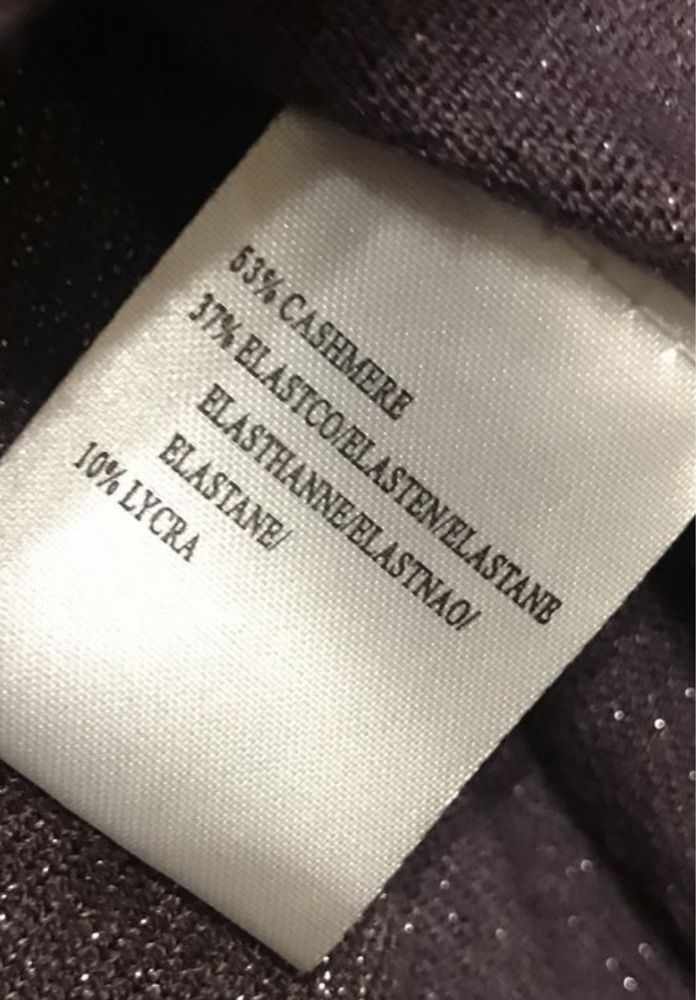 53% CASHMERE
37% ELASTCO/ELASTEN/ELASTANE
ELASTHANNE/ELASTNAO/
ELASTANE/
10% LYCRA